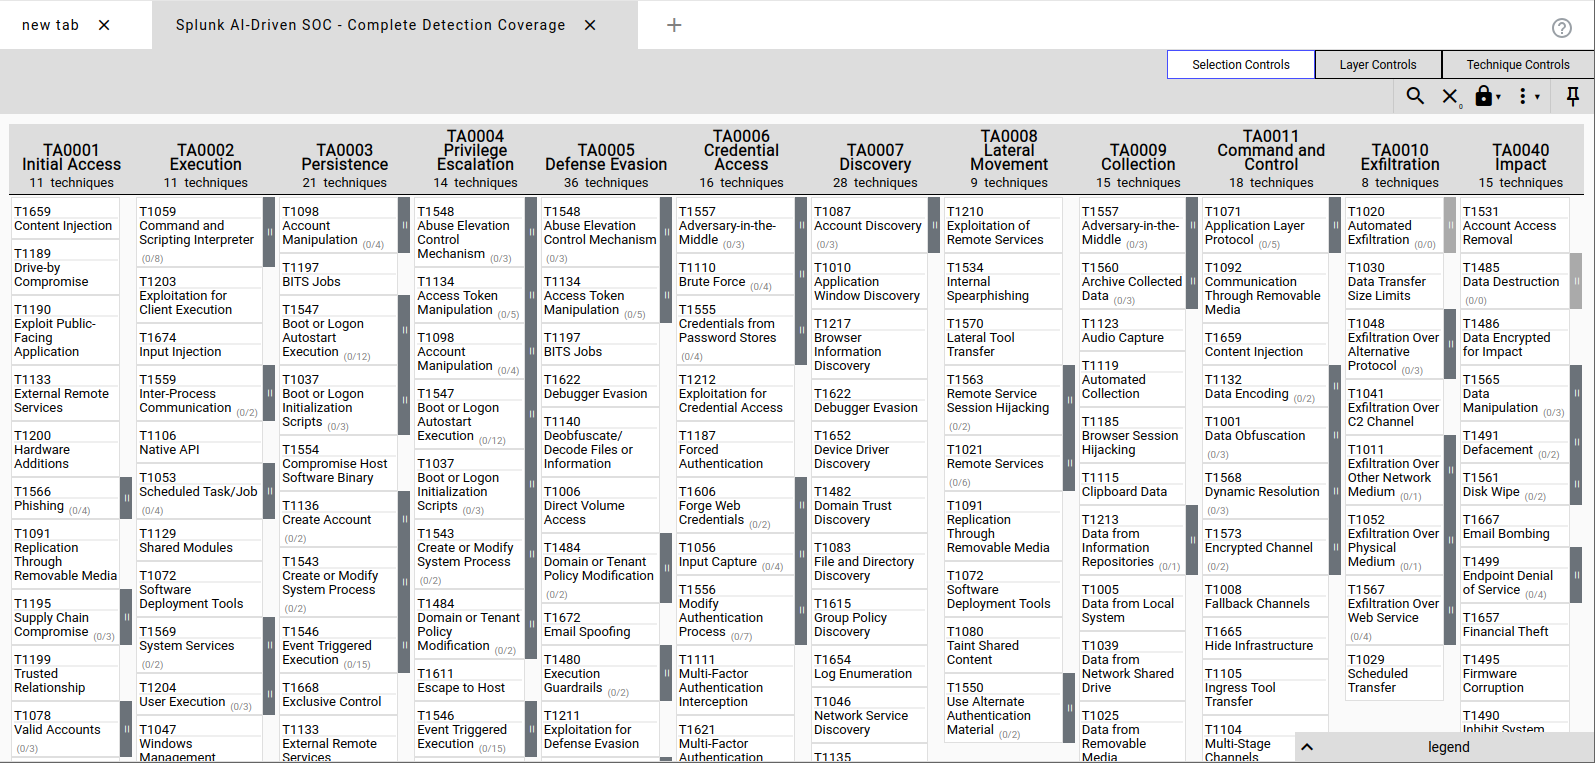 new tab
Splunk AI-Driven SOC - Complete Detection Coverage
Selection Controls
Layer Controls
Technique Controls
0
TA0001
Initial Access
11 techniques
T1659
Content Injection
T1189
Drive-by
Compromise
T1190
Exploit Public-
Facing
Application
T1133
External Remote
Services
T1200
Hardware
Additions
T1566
Phishing (0/4)
T1091
Replication
Through
Removable Media
T1195
Supply Chain
Compromise (0/3)
T1199
Trusted
Relationship
T1078
Valid Accounts
(0/3)
TA0002
Execution
11 techniques
T1059
Command and
Scripting Interpreter
(0/8)
T1203
Exploitation for
Client Execution
T1674
Input Injection
T1559
Inter-Process
Communication (0/2)
T1106
Native API
T1053
Scheduled Task/Job
(0/4)
T1129
Shared Modules
T1072
Software
Deployment Tools
T1569
System Services
(0/2)
T1204
User Execution (0/3)
T1047
Windows
Management
TA0003
Persistence
21 techniques
T1098
Account
Manipulation (0/4)
T1197
BITS Jobs
T1547
Boot or Logon
Autostart
Execution (0/12)
T1037
Boot or Logon
Initialization
Scripts (0/3)
T1554
Compromise Host
Software Binary
T1136
Create Account
(0/2)
T1543
Create or Modify
System Process
(0/2)
T1546
Event Triggered
Execution (0/15)
T1668
Exclusive Control
T1133
External Remote
Services
TA0004
Privilege
Escalation
14 techniques
T1548
Abuse Elevation
Control
Mechanism (0/3)
T1134
Access Token
Manipulation (0/5)
T1098
Account
Manipulation (0/4)
T1547
Boot or Logon
Autostart
Execution (0/12)
T1037
Boot or Logon
Initialization
Scripts (0/3)
T1543
Create or Modify
System Process
(0/2)
T1484
Domain or Tenant
Policy
Modification (0/2)
T1611
Escape to Host
T1546
Event Triggered
Execution (0/15)
TA0005
Defense Evasion
36 techniques
T1548
Abuse Elevation
Control Mechanism
(0/3)
T1134
Access Token
Manipulation (0/5)
T1197
BITS Jobs
T1622
Debugger Evasion
T1140
Deobfuscate/
Decode Files or
Information
T1006
Direct Volume
Access
T1484
Domain or Tenant
Policy Modification
(0/2)
T1672
Email Spoofing
T1480
Execution
Guardrails (0/2)
T1211
Exploitation for
Defense Evasion
TA0006
Credential
Access
16 techniques
T1557
Adversary-in-the-
Middle (0/3)
T1110
Brute Force (0/4)
T1555
Credentials from
Password Stores
(0/4)
T1212
Exploitation for
Credential Access
T1187
Forced
Authentication
T1606
Forge Web
Credentials (0/2)
T1056
Input Capture (0/4)
T1556
Modify
Authentication
Process (0/7)
T1111
Multi-Factor
Authentication
Interception
T1621
Multi-Factor
Authentication
TA0007
Discovery
28 techniques
T1087
Account Discovery
(0/3)
T1010
Application
Window Discovery
T1217
Browser
Information
Discovery
T1622
Debugger Evasion
T1652
Device Driver
Discovery
T1482
Domain Trust
Discovery
T1083
File and Directory
Discovery
T1615
Group Policy
Discovery
T1654
Log Enumeration
T1046
Network Service
Discovery
T1135
TA0008
Lateral
Movement
9 techniques
T1210
Exploitation of
Remote Services
T1534
Internal
Spearphishing
T1570
Lateral Tool
Transfer
T1563
Remote Service
Session Hijacking
(0/2)
T1021
Remote Services
(0/6)
T1091
Replication
Through
Removable Media
T1072
Software
Deployment Tools
T1080
Taint Shared
Content
T1550
Use Alternate
Authentication
Material (0/2)
TA0009
Collection
15 techniques
T1557
Adversary-in-the-
Middle (0/3)
T1560
Archive Collected
Data (0/3)
T1123
Audio Capture
T1119
Automated
Collection
T1185
Browser Session
Hijacking
T1115
Clipboard Data
T1213
Data from
Information
Repositories (0/1)
T1005
Data from Local
System
T1039
Data from
Network Shared
Drive
T1025
Data from
Removable
Media
TA0011
Command and
Control
18 techniques
T1071
Application Layer
Protocol (0/5)
T1092
Communication
Through Removable
Media
T1659
Content Injection
T1132
Data Encoding (0/2)
T1001
Data Obfuscation
(0/3)
T1568
Dynamic Resolution
(0/3)
T1573
Encrypted Channel
(0/2)
T1008
Fallback Channels
T1665
Hide Infrastructure
T1105
Ingress Tool
Transfer
T1104
Multi-Stage
Channels
TA0010
Exfiltration
8 techniques
T1020
Automated
Exfiltration (0/0)
T1030
Data Transfer
Size Limits
T1048
Exfiltration Over
Alternative
Protocol (0/3)
T1041
Exfiltration Over
C2 Channel
T1011
Exfiltration Over
Other Network
Medium (0/1)
T1052
Exfiltration Over
Physical
Medium (0/1)
T1567
Exfiltration Over
Web Service
(0/4)
T1029
Scheduled
Transfer
TA0040
Impact
15 techniques
T1531
Account Access
Removal
T1485
Data Destruction
(0/0)
T1486
Data Encrypted
for Impact
T1565
Data
Manipulation (0/3)
T1491
Defacement (0/2)
T1561
Disk Wipe (0/2)
T1667
Email Bombing
T1499
Endpoint Denial
of Service (0/4)
T1657
Financial Theft
T1495
Firmware
Corruption
T1490
Inhibit System
legend